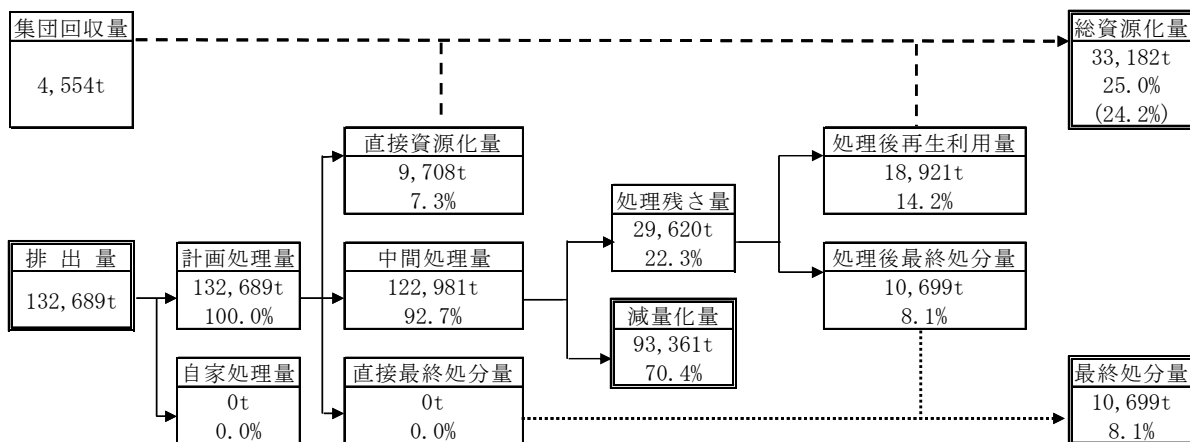 集団回収量
4,554t
総資源化量
33,182t
25.0%
(24.2%)
直接資源化量
9,708t
7.3%
処理後再生利用量
18,921t
14.2%
処理残さ量
29,620t
22.3%
排 出 量
132,689t
計画処理量
132,689t
100.0%
中間処理量
122,981t
92.7%
処理後最終処分量
10,699t
8.1%
減量化量
93,361t
70.4%
自家処理量
0t
0.0%
直接最終処分量
0t
0.0%
最終処分量
10,699t
8.1%